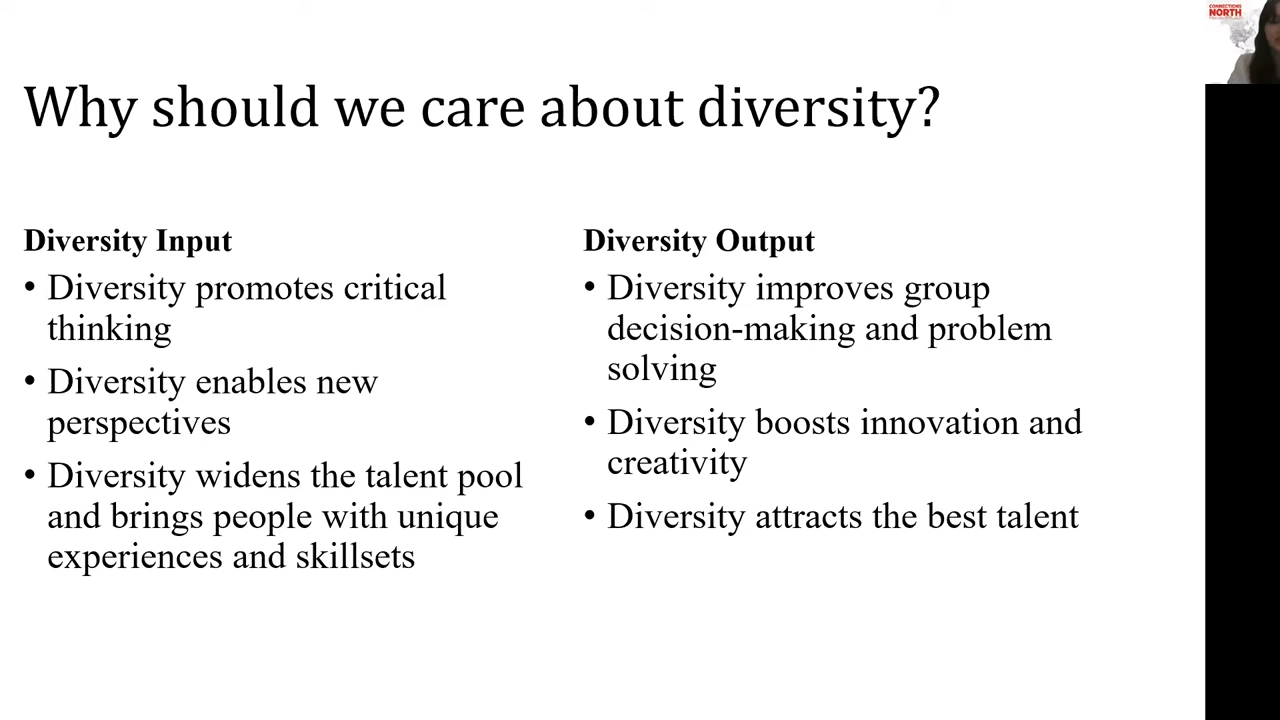 CONNECTIONS
NORTH
Why should we care about diversity?
Diversity Input
• Diversity promotes critical
thinking
• Diversity enables new
perspectives
• Diversity widens the talent pool
and brings people with unique
experiences and skillsets
Diversity Output
• Diversity improves group
decision-making and problem
solving
• Diversity boosts innovation and
creativity
• Diversity attracts the best talent